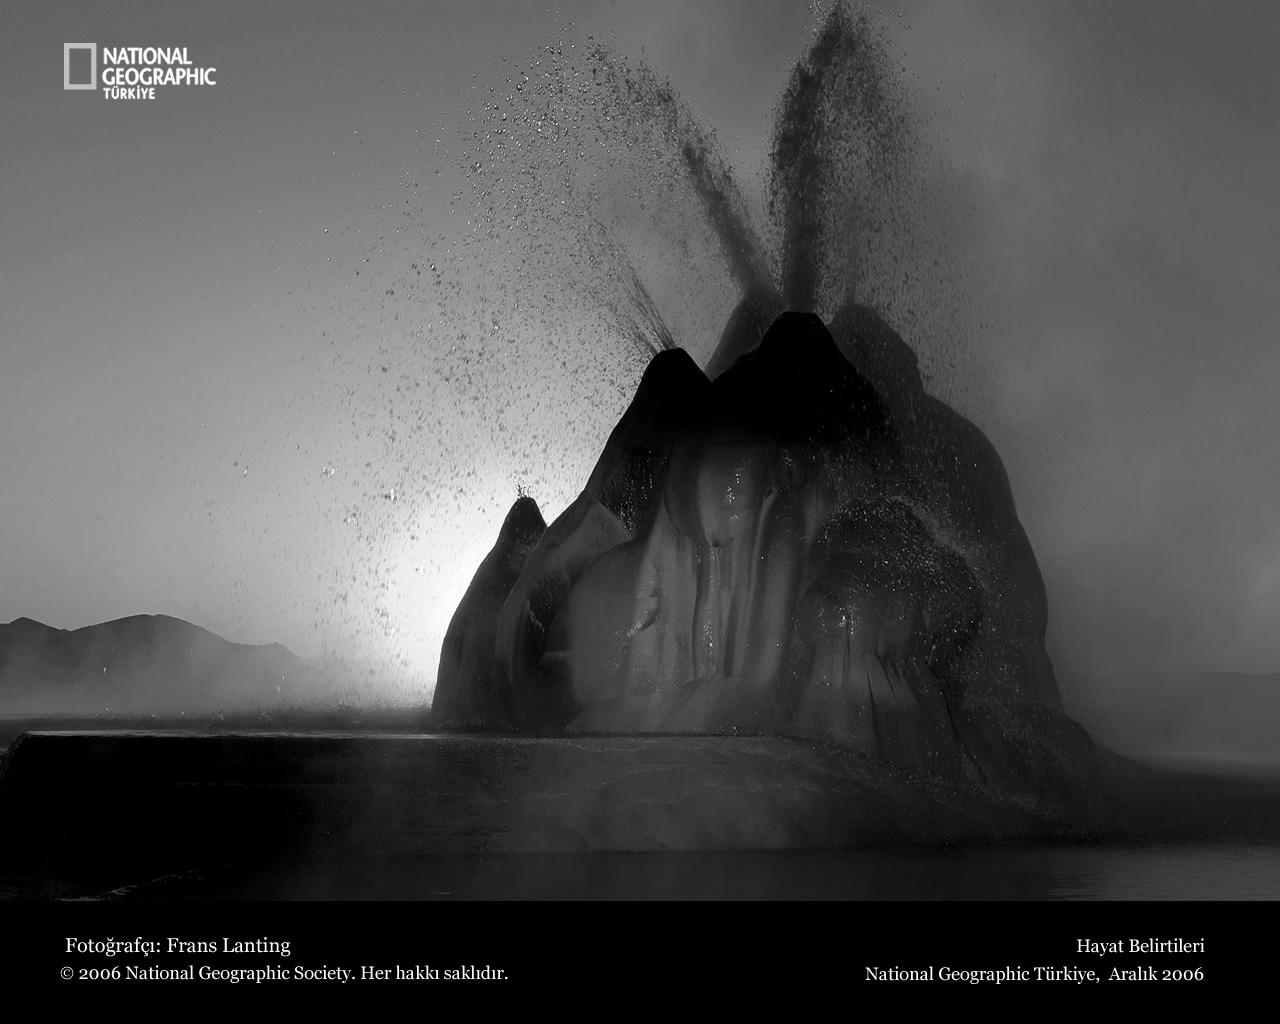 NATIONAL
GEOGRAPHIC
TÜRKİYE
Fotoğrafçı: Frans Lanting
© 2006 National Geographic Society. Her hakkı saklıdır.
Hayat Belirtileri
National Geographic Türkiye, Aralık 2006